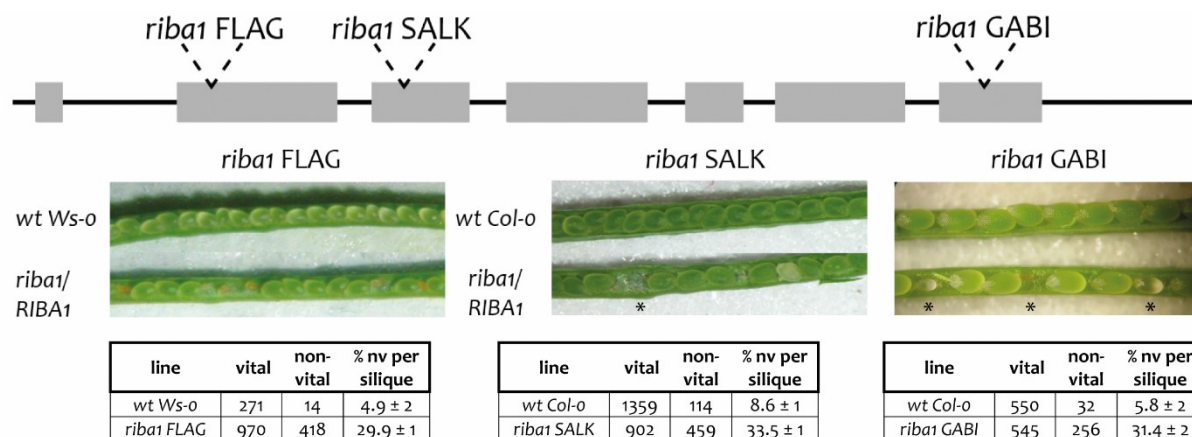 riba1 FLAG riba1 SALK riba1 GABI
riba1 FLAG riba1 SALK riba1 GABI
wt Ws-0 wt Col-0
riba1/ riba1/
RIBA1 RIBA1
* * * *
line vital non-vital % nv per silique
wt Ws-0 271 14 4.9 ± 2
riba1 FLAG 970 418 29.9 ± 1
line vital non-vital % nv per silique
wt Col-0 1359 114 8.6 ± 1
riba1 SALK 902 459 33.5 ± 1
line vital non-vital % nv per silique
wt Col-0 550 32 5.8 ± 2
riba1 GABI 545 256 31.4 ± 2